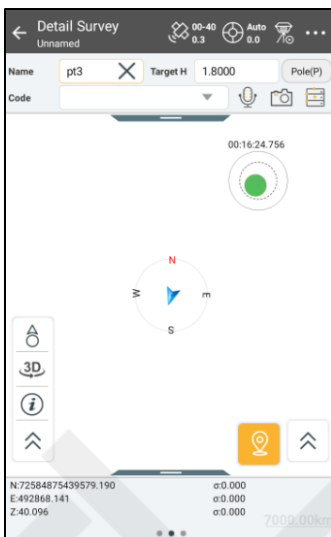 Detail Survey
Unnamed
00-40
0.3
Auto
0.0
Name
pt3
Target H
1.8000
Pole(P)
Code
00:16:24.756
N
W
E
S
3D
i
N:72584875439579.190
σ:0.000
E:492868.141
σ:0.000
Z:40.096
σ:0.000
7000.00km